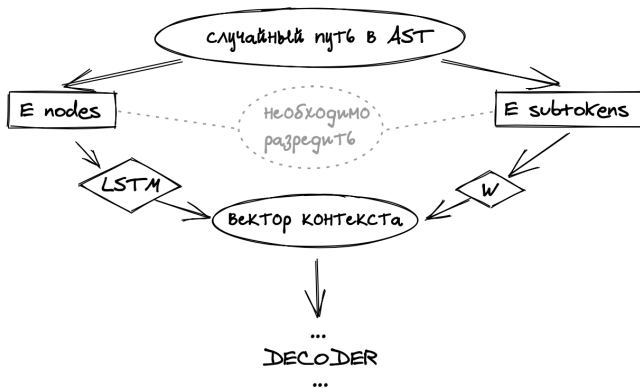 случайный путь в AST
E nodes
необходимо
разредить
E subtokens
LSTM
W
вектор контекста
...
DECODER
...